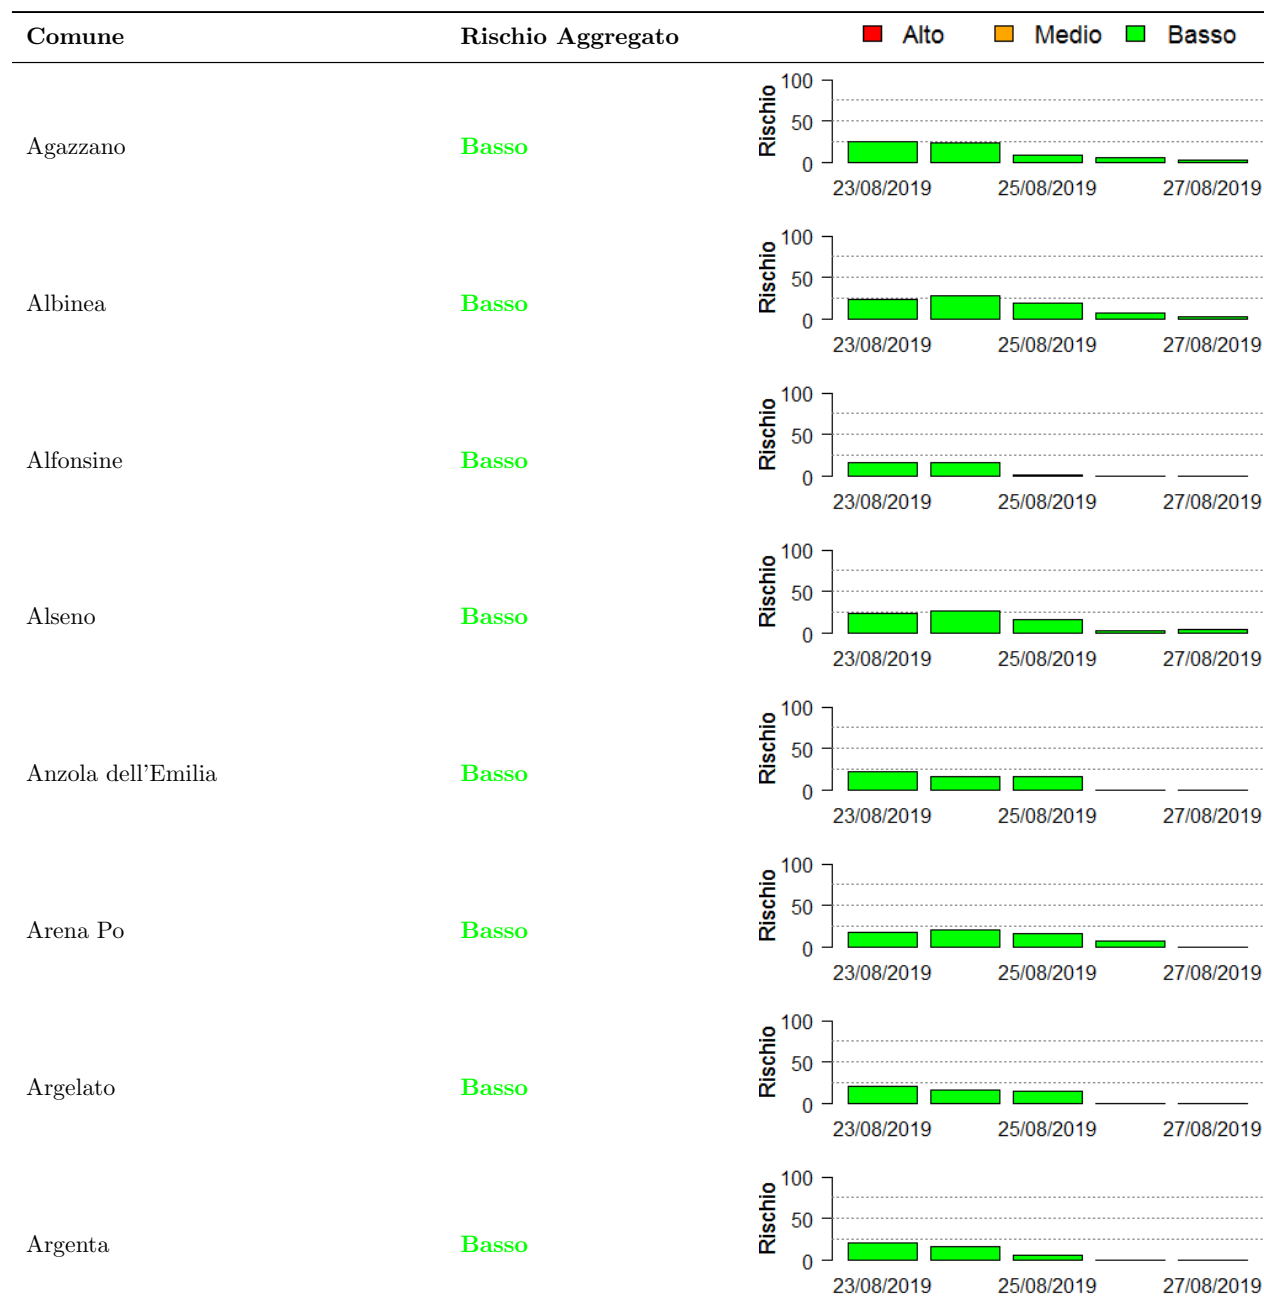 Comune Rischio Aggregato Alto Medio Basso
100
50
0
Rischio
Agazzano Basso
23/08/2019 25/08/2019 27/08/2019
100
50
0
Rischio
Albinea Basso
23/08/2019 25/08/2019 27/08/2019
100
50
0
Rischio
Alfonsine Basso
23/08/2019 25/08/2019 27/08/2019
100
50
0
Rischio
Alseno Basso
23/08/2019 25/08/2019 27/08/2019
100
50
0
Rischio
Anzola dell'Emilia Basso
23/08/2019 25/08/2019 27/08/2019
100
50
0
Rischio
Arena Po Basso
23/08/2019 25/08/2019 27/08/2019
100
50
0
Rischio
Argelato Basso
23/08/2019 25/08/2019 27/08/2019
100
50
0
Rischio
Argenta Basso
23/08/2019 25/08/2019 27/08/2019